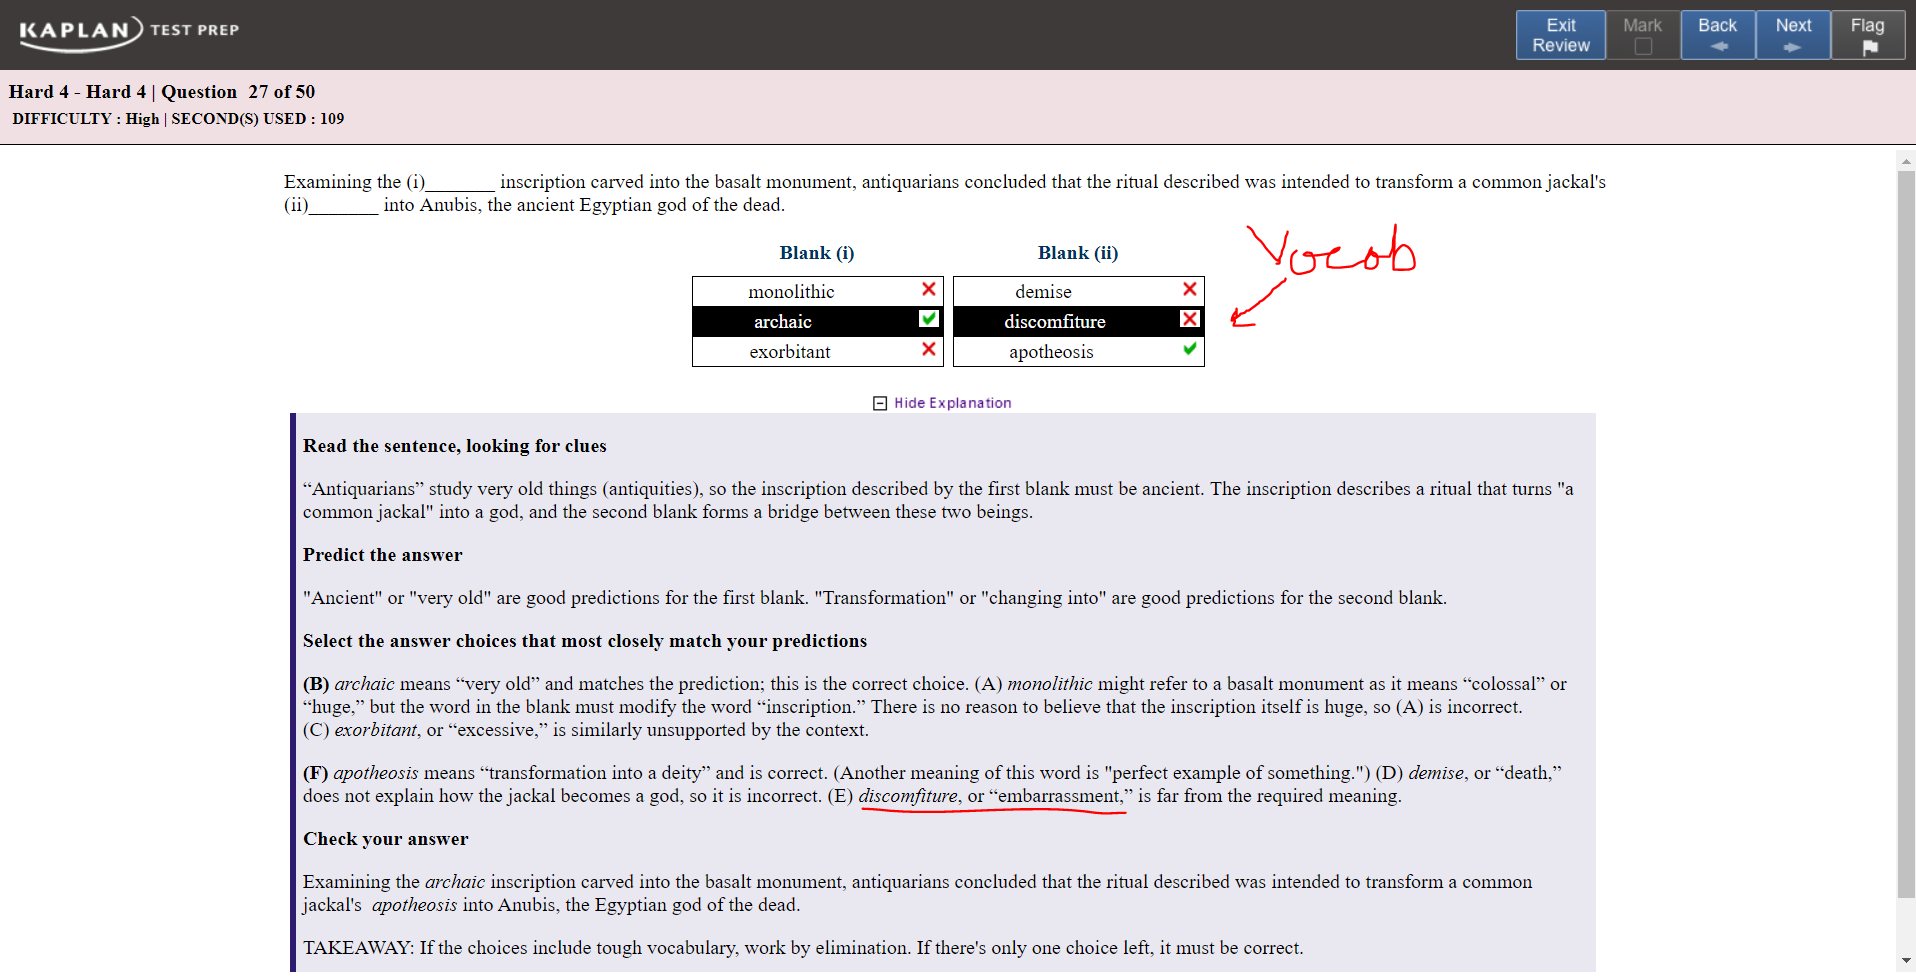 KAPLAN TEST PREP
Exit Review
Mark
Back
Next
Flag
Hard 4 - Hard 4 | Question 27 of 50
DIFFICULTY : High | SECOND(S) USED : 109
Examining the (i)_______ inscription carved into the basalt monument, antiquarians concluded that the ritual described was intended to transform a common jackal's
(ii)_______ into Anubis, the ancient Egyptian god of the dead.
Vocab
Blank (i) Blank (ii)
monolithic demise
archaic discomfiture
exorbitant apotheosis
Hide Explanation
Read the sentence, looking for clues
“Antiquarians” study very old things (antiquities), so the inscription described by the first blank must be ancient. The inscription describes a ritual that turns "a
common jackal" into a god, and the second blank forms a bridge between these two beings.
Predict the answer
"Ancient" or "very old" are good predictions for the first blank. "Transformation" or "changing into" are good predictions for the second blank.
Select the answer choices that most closely match your predictions
(B) archaic means “very old” and matches the prediction; this is the correct choice. (A) monolithic might refer to a basalt monument as it means “colossal” or
“huge,” but the word in the blank must modify the word “inscription.” There is no reason to believe that the inscription itself is huge, so (A) is incorrect.
(C) exorbitant, or “excessive,” is similarly unsupported by the context.
(F) apotheosis means “transformation into a deity” and is correct. (Another meaning of this word is "perfect example of something.") (D) demise, or “death,”
does not explain how the jackal becomes a god, so it is incorrect. (E) discomfiture, or “embarrassment,” is far from the required meaning.
Check your answer
Examining the archaic inscription carved into the basalt monument, antiquarians concluded that the ritual described was intended to transform a common
jackal's apotheosis into Anubis, the Egyptian god of the dead.
TAKEAWAY: If the choices include tough vocabulary, work by elimination. If there's only one choice left, it must be correct.